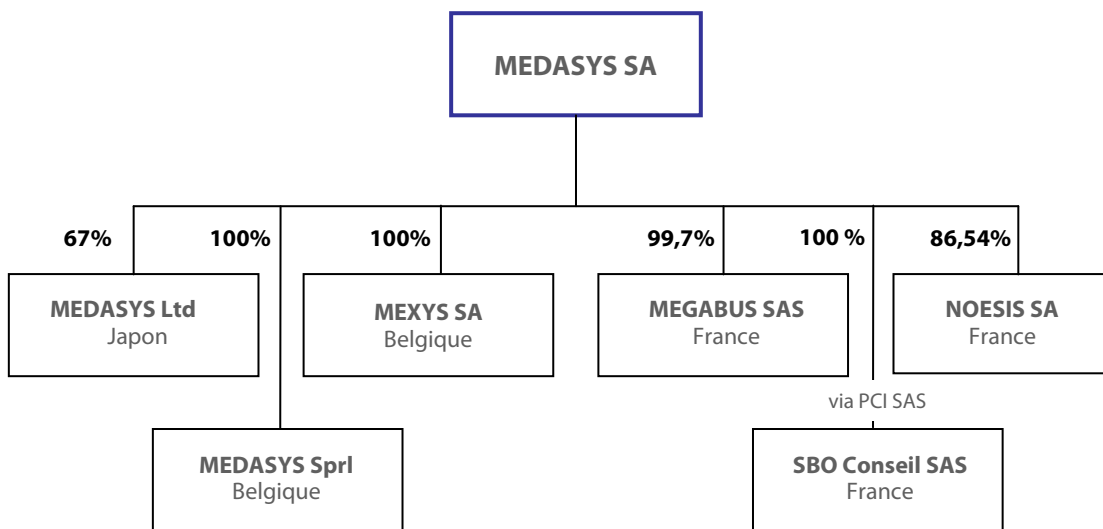 MEDASYS SA
67%
100%
100%
99,7%
100 %
86,54%
MEDASYS Ltd
Japon
MEXYS SA
Belgique
MEGABUS SAS
France
NOESIS SA
France
via PCI SAS
MEDASYS Sprl
Belgique
SBO Conseil SAS
France